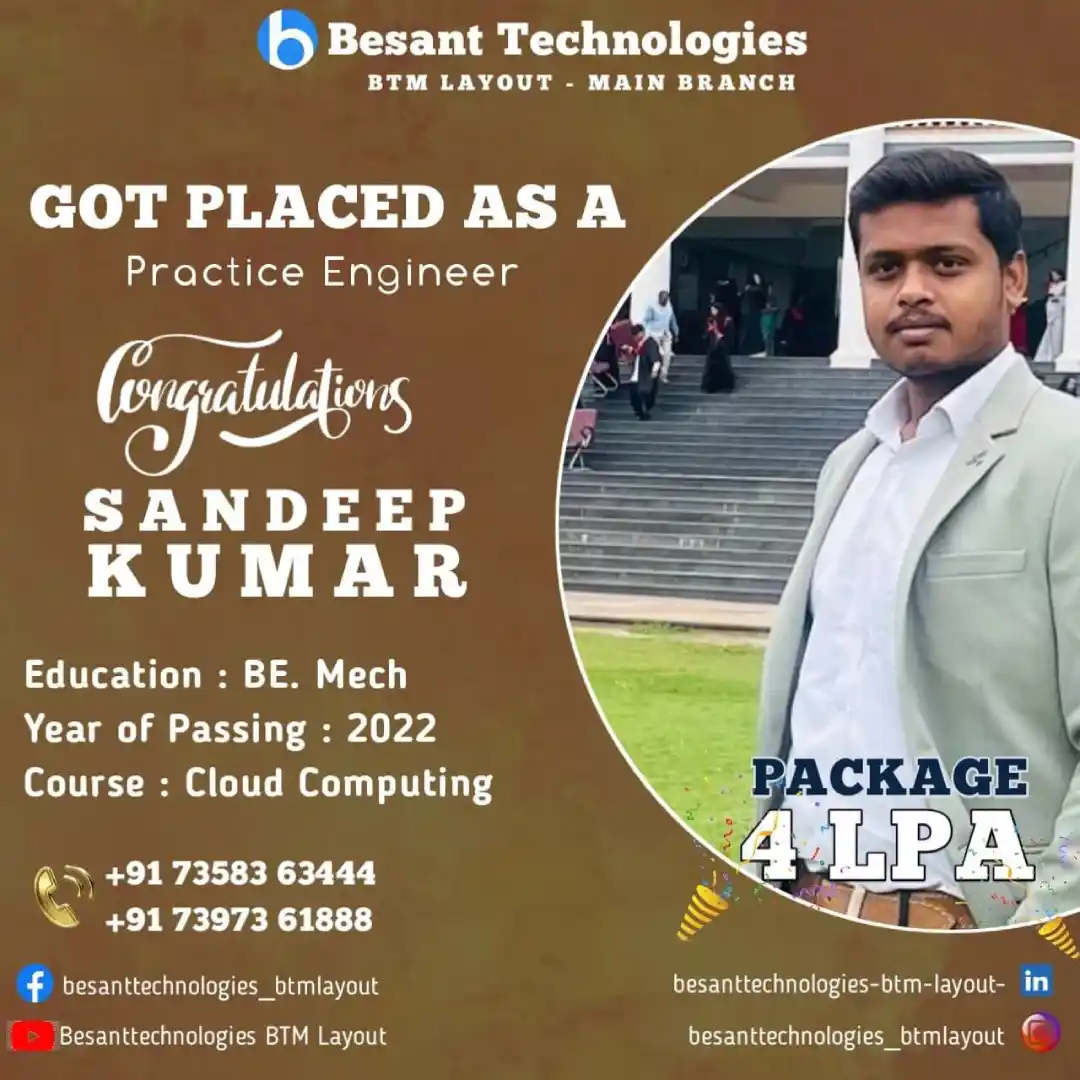 Besant Technologies
BTM LAYOUT - MAIN BRANCH
GOT PLACED AS A
Practice Engineer
Congratulations
SANDEEP
KUMAR
Education : BE. Mech
Year of Passing : 2022
Course : Cloud Computing
PACKAGE
4 LPA
+91 73583 63444
+91 73973 61888
besanttechnologies_btmlayout
besanttechnologies-btm-layout-
Besanttechnologies BTM Layout
besanttechnologies_btmlayout